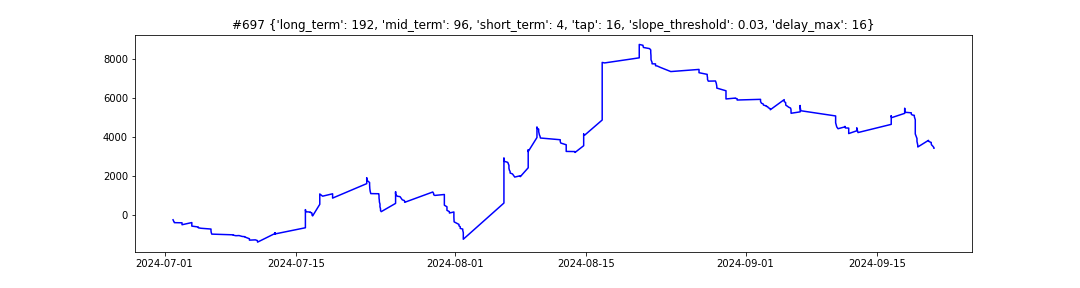 #697 {'long_term': 192, 'mid_term': 96, 'short_term': 4, 'tap': 16, 'slope_threshold': 0.03, 'delay_max': 16}
8000
6000
4000
2000
0
2024-07-01 2024-07-15 2024-08-01 2024-08-15 2024-09-01 2024-09-15